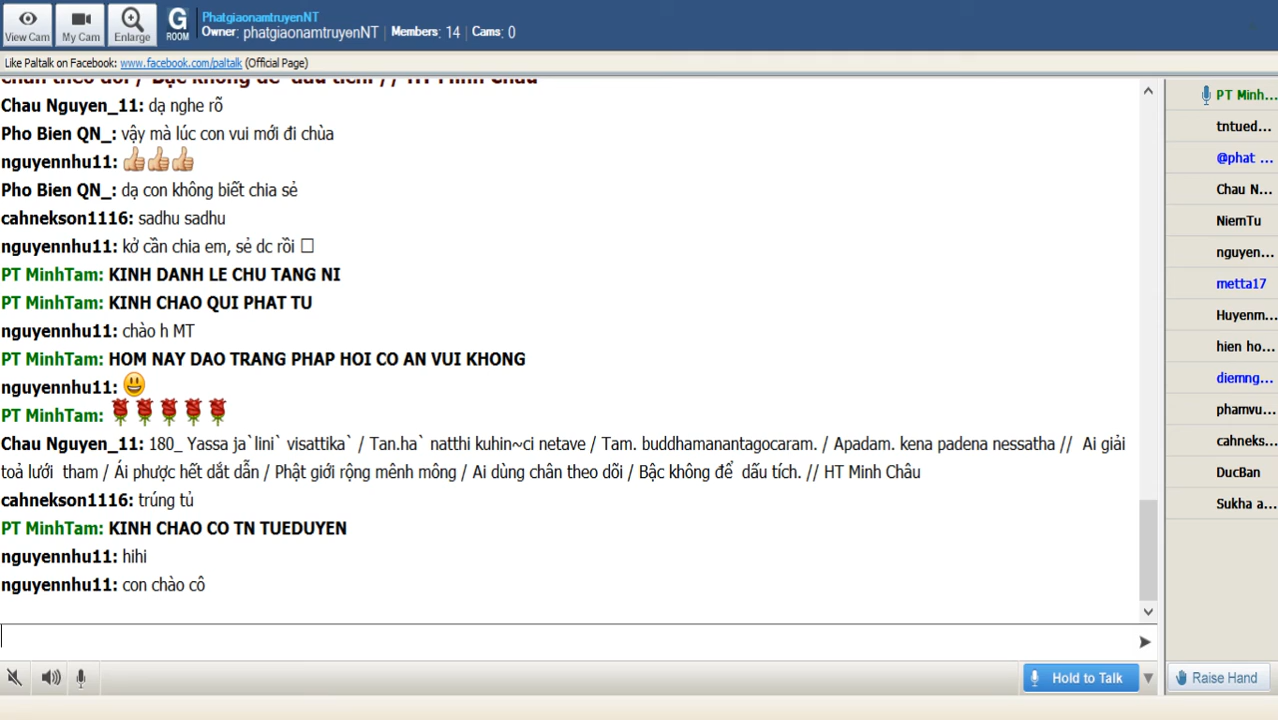 PhatgiaonamtruyenNT
View Cam
My Cam
Enlarge
G
ROOM
Owner: phatgiaonamtruyenNT Members: 14 Cams: 0
Like Paltalk on Facebook: www.facebook.com/paltalk (Official Page)
chân theo dõi / Bậc không để dấu tích. // HT Minh Châu
Chau Nguyen_11: dạ nghe rõ
Pho Bien QN_: vậy mà lúc con vui mới đi chùa
nguyennhu11:
Pho Bien QN_: dạ con không biết chia sẻ
cahnekson1116: sadhu sadhu
nguyennhu11: kở cần chia em, sẻ dc rồi
PT MinhTam: KINH DANH LE CHU TANG NI
PT MinhTam: KINH CHAO QUI PHAT TU
nguyennhu11: chào h MT
PT MinhTam: HOM NAY DAO TRANG PHAP HOI CO AN VUI KHONG
nguyennhu11:
PT MinhTam:
Chau Nguyen_11: 180_ Yassa ja`lini` visattika` / Tan.ha` natthi kuhin~ci netave / Tam. buddhamanantagocaram. / Apadam. kena padena nessatha // Ai giải
toả lưới tham / Ái phược hết dắt dẫn / Phật giới rộng mênh mông / Ai dùng chân theo dõi / Bậc không để dấu tích. // HT Minh Châu
cahnekson1116: trúng tủ
PT MinhTam: KINH CHAO CO TN TUEDUYEN
nguyennhu11: hihi
nguyennhu11: con chào cô
PT Minh...
tntued...
@phat ...
Chau N...
NiemTu
nguyen...
metta17
Huyenm...
hien ho...
diemng...
phamvu...
cahneks...
DucBan
Sukha a...
Hold to Talk
Raise Hand